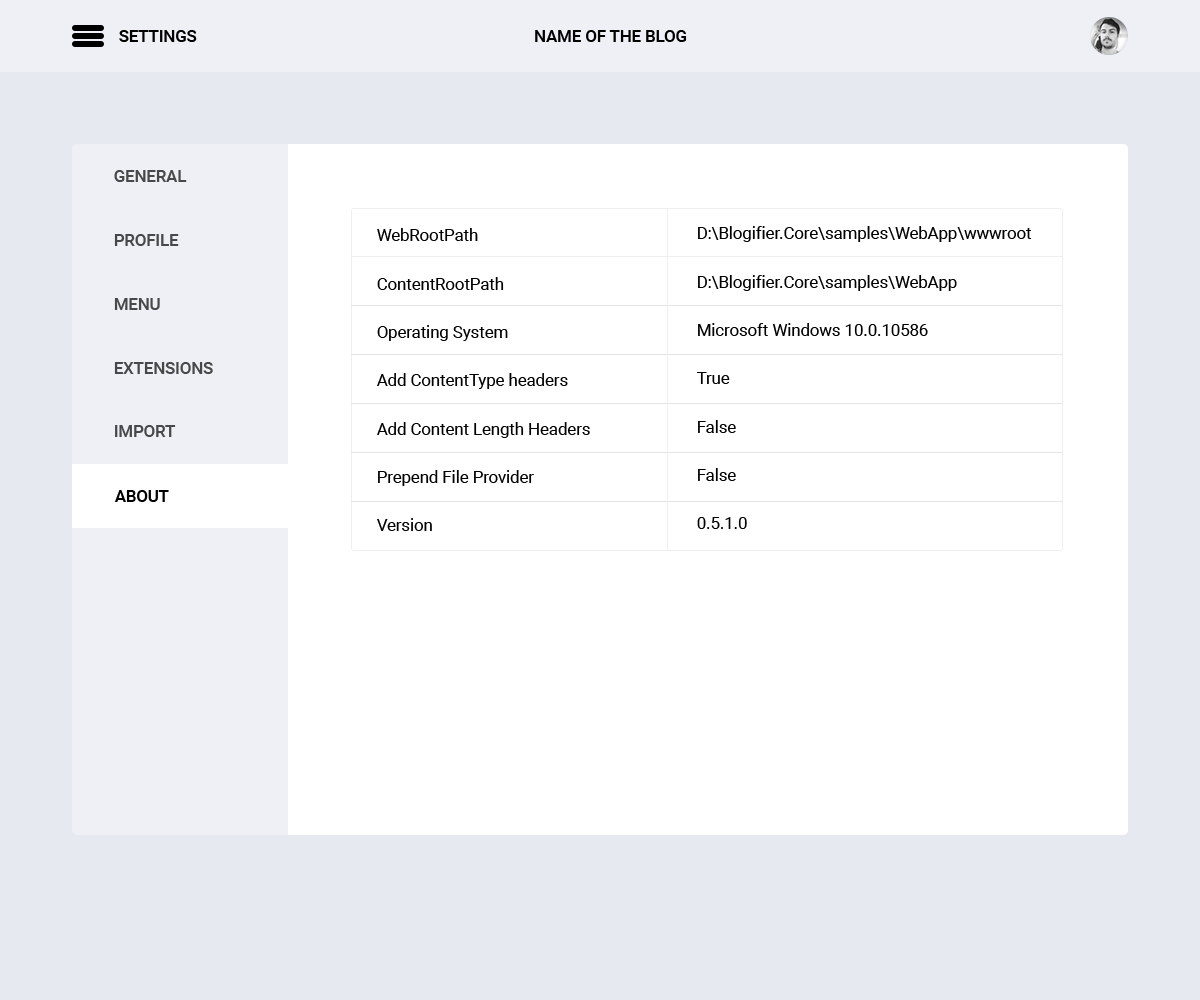 SETTINGS
NAME OF THE BLOG
GENERAL
PROFILE
MENU
EXTENSIONS
IMPORT
ABOUT
WebRootPath D:\Blogifier.Core\samples\WebApp\wwwroot
ContentRootPath D:\Blogifier.Core\samples\WebApp
Operating System Microsoft Windows 10.0.10586
Add ContentType headers True
Add Content Length Headers False
Prepend File Provider False
Version 0.5.1.0